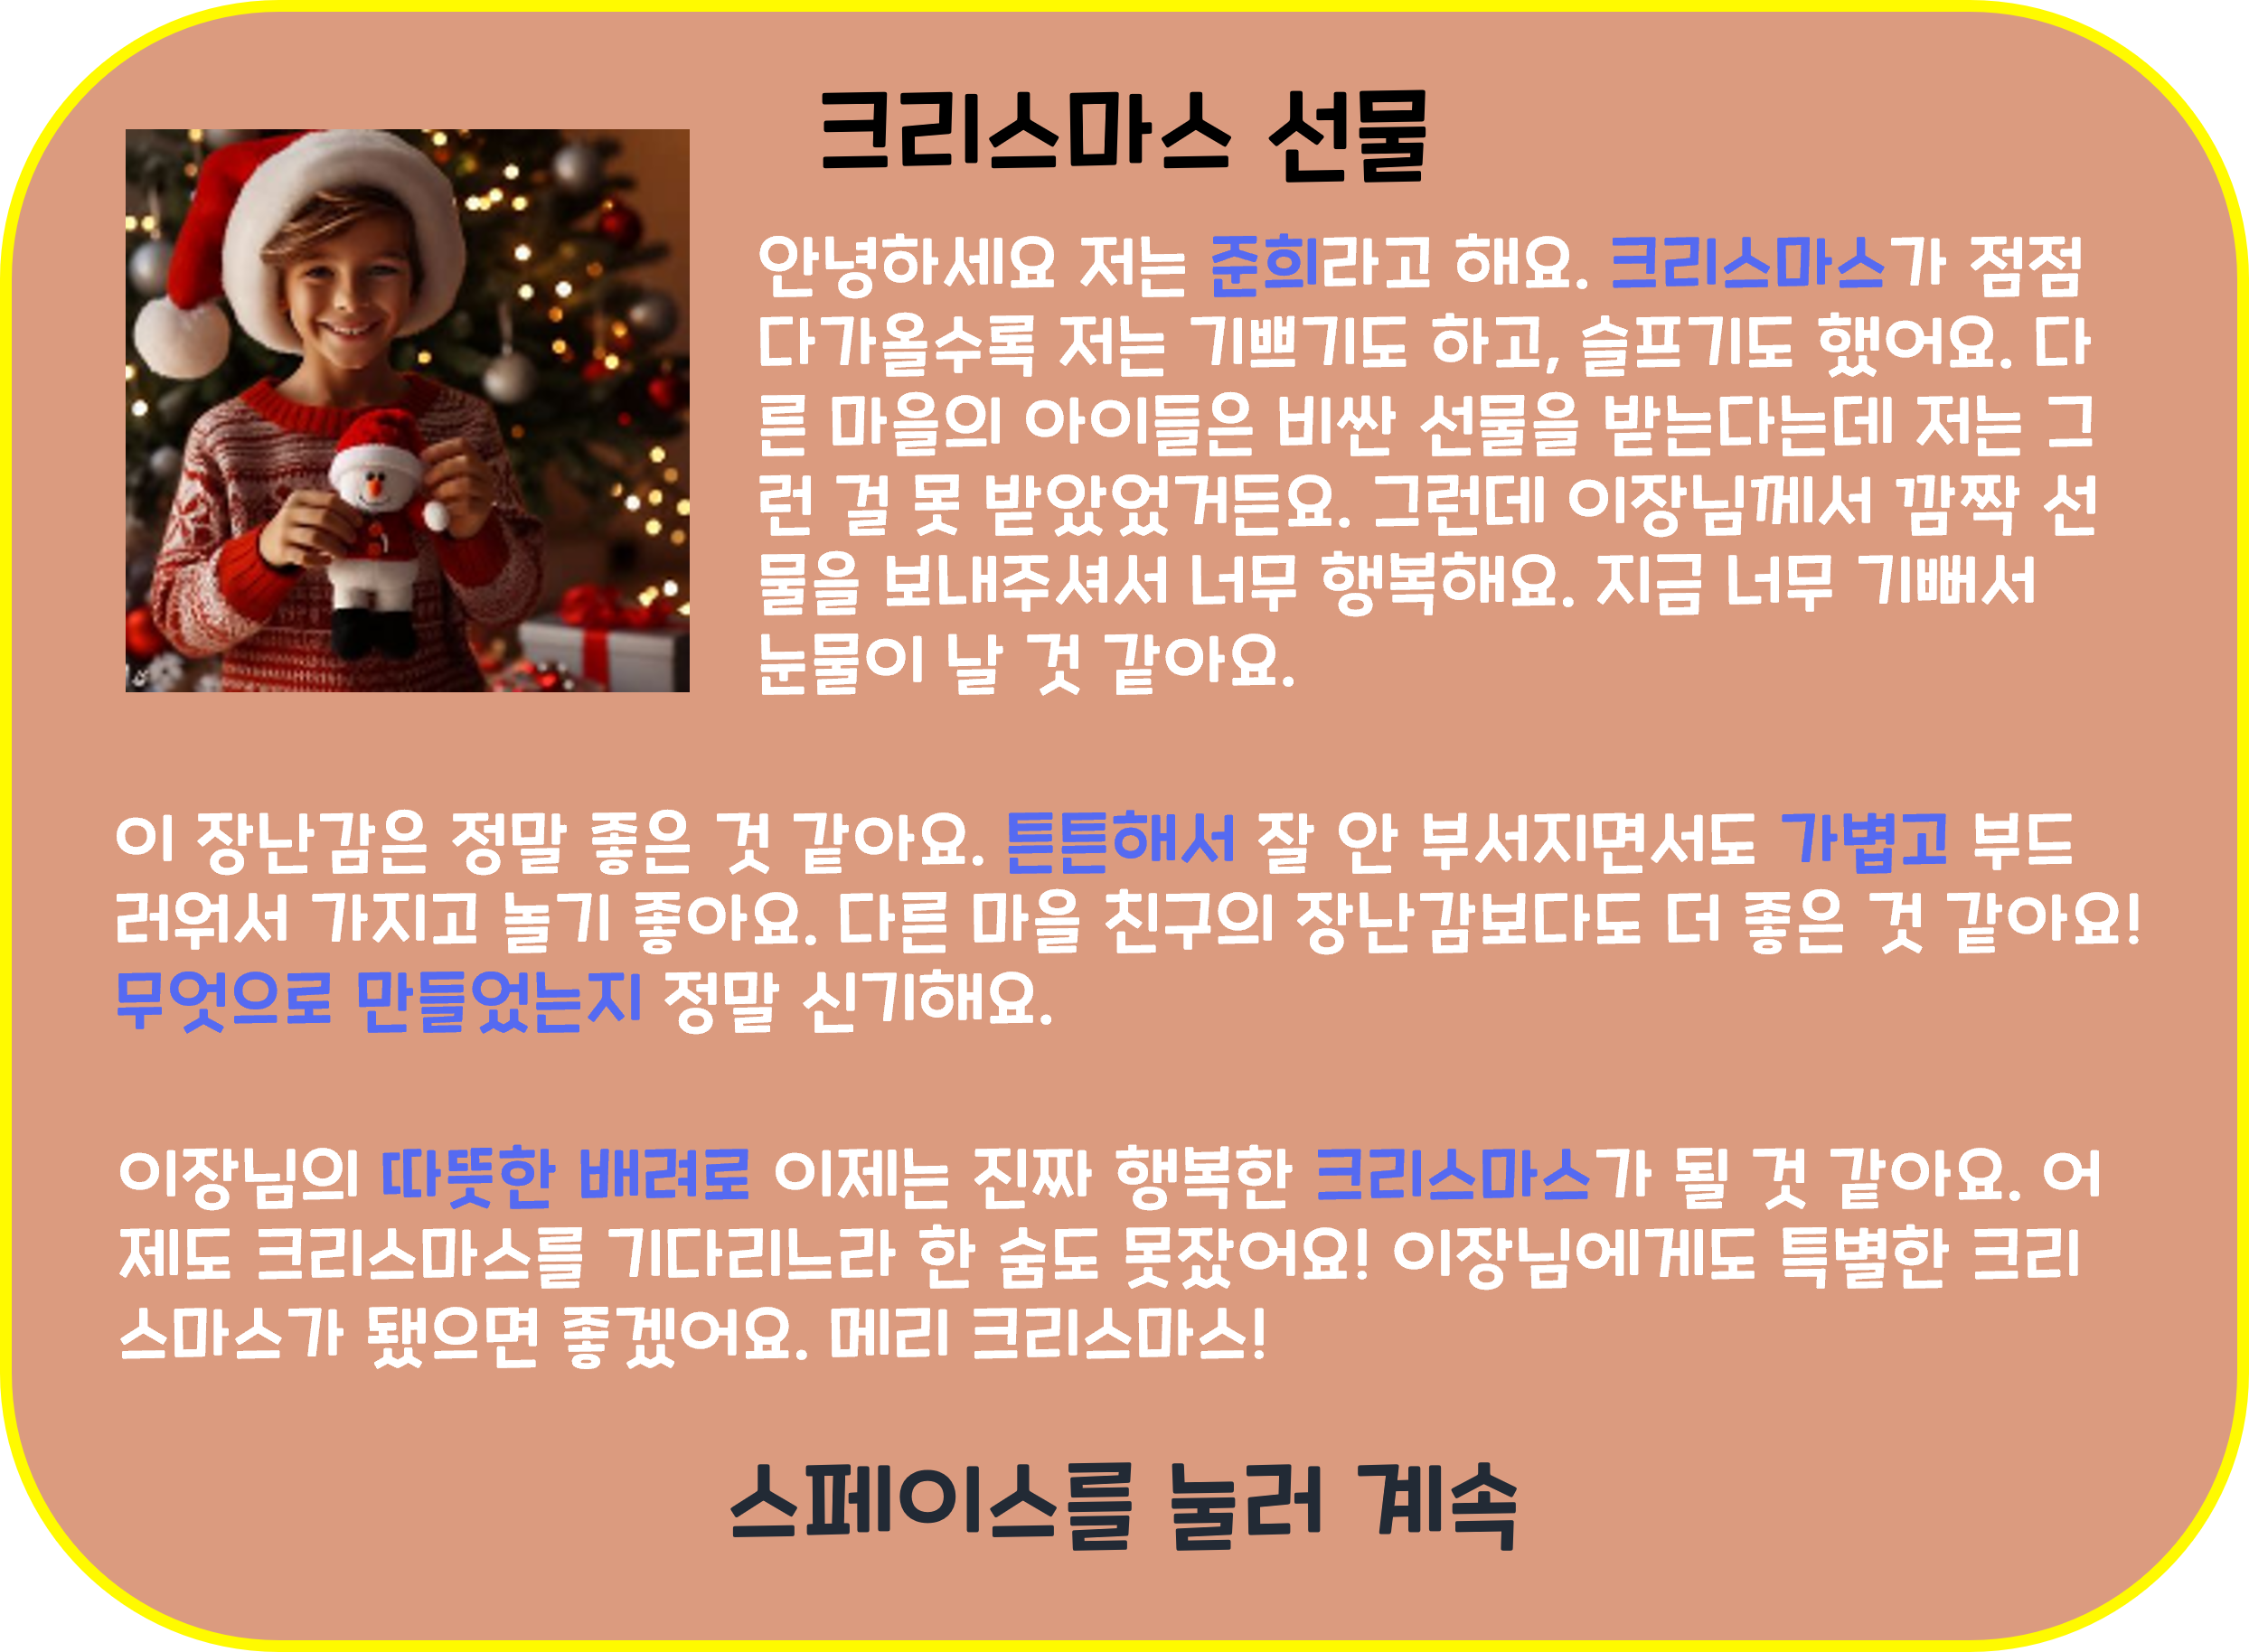 크리스마스 선물
안녕하세요 저는 준희라고 해요. 크리스마스가 점점
다가올수록 저는 기쁘기도 하고, 슬프기도 했어요. 다
른 마을의 아이들은 비싼 선물을 받는다는데 저는 그
런 걸 못 받았었거든요. 그런데 이장님께서 깜짝 선
물을 보내주셔서 너무 행복해요. 지금 너무 기뻐서
눈물이 날 것 같아요.
이 장난감은 정말 좋은 것 같아요. 튼튼해서 잘 안 부서지면서도 가볍고 부드
러워서 가지고 놀기 좋아요. 다른 마을 친구의 장난감보다도 더 좋은 것 같아요!
무엇으로 만들었는지 정말 신기해요.
이장님의 따뜻한 배려로 이제는 진짜 행복한 크리스마스가 될 것 같아요. 어
제도 크리스마스를 기다리느라 한 숨도 못잤어요! 이장님에게도 특별한 크리
스마스가 됐으면 좋겠어요. 메리 크리스마스!
스페이스를 눌러 계속